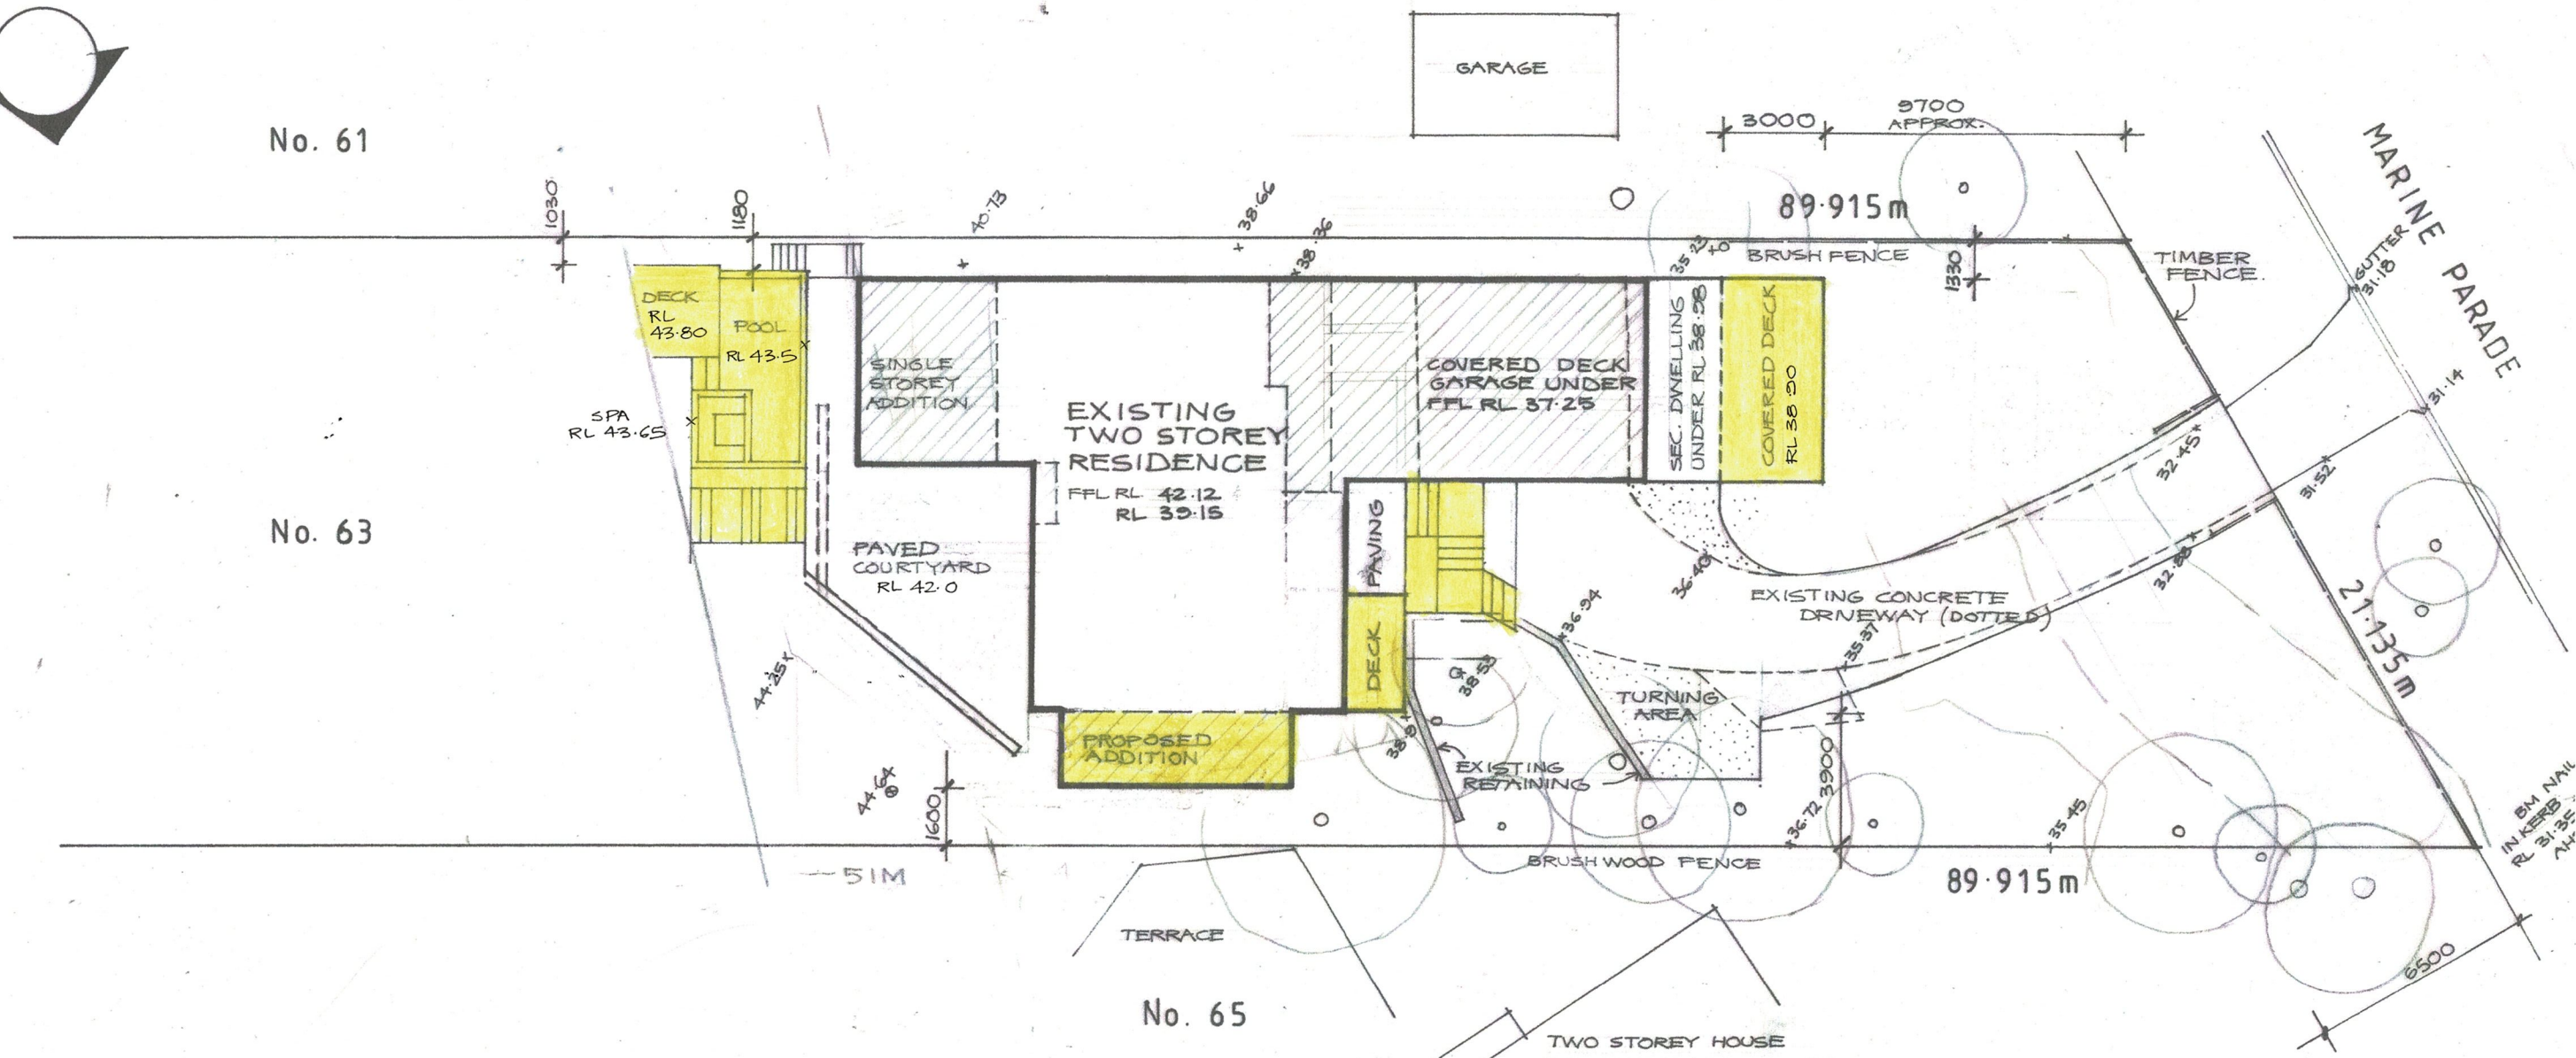 GARAGE
No. 61
3000
9700
APPROX.
MARINE PARADE
1030
1180
40.73
38.66
38.36
89.915m
35.23
BRUSH FENCE
1330
TIMBER
FENCE.
GUTTER
31.18
DECK
RL
43.80
POOL
RL 43.5
SINGLE
STOREY
ADDITION
COVERED DECK
GARAGE UNDER
FFL RL 37.25
SEC. DWELLING
UNDER RL 38.98
COVERED DECK
RL 38.90
31.14
SPA
RL 43.65
EXISTING
TWO STOREY
RESIDENCE
FFL RL 42.12
RL 39.15
32.45
31.52
No. 63
PAVED
COURTYARD
RL 42.0
PAVING
36.40
EXISTING CONCRETE
DRIVEWAY (DOTTED)
36.94
35.37
21.135m
44.25
DECK
38.53
TURNING
AREA
PROPOSED
ADDITION
EXISTING
RETAINING
3900
44.64
1600
36.72
35.45
BM NAIL
IN KERB
RL 31.35
51M
BRUSHWOOD FENCE
89.915m
TERRACE
6500
No. 65
TWO STOREY HOUSE